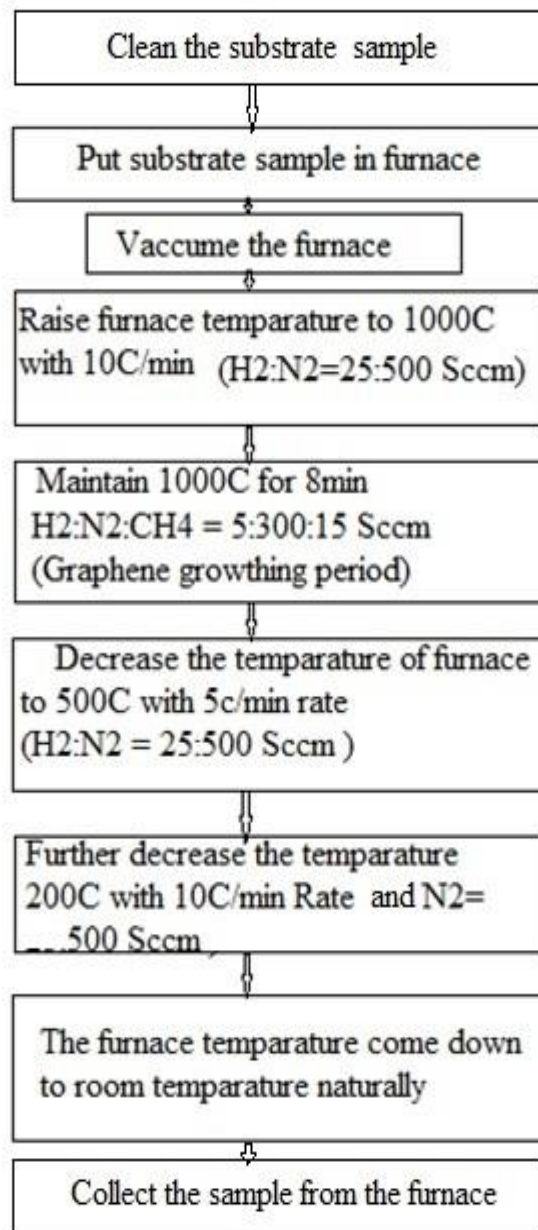 Clean the substrate sample
Put substrate sample in furnace
Vaccume the furnace
Raise furnace temparature to 1000C
with 10C/min (H2:N2=25:500 Sccm)
Maintain 1000C for 8min
H2:N2:CH4 = 5:300:15 Sccm
(Graphene growthing period)
Decrease the temparature of furnace
to 500C with 5c/min rate
(H2:N2 = 25:500 Sccm )
Further decrease the temparature
200C with 10C/min Rate and N2=
500 Sccm
The furnace temparature come down
to room temparature naturally
Collect the sample from the furnace